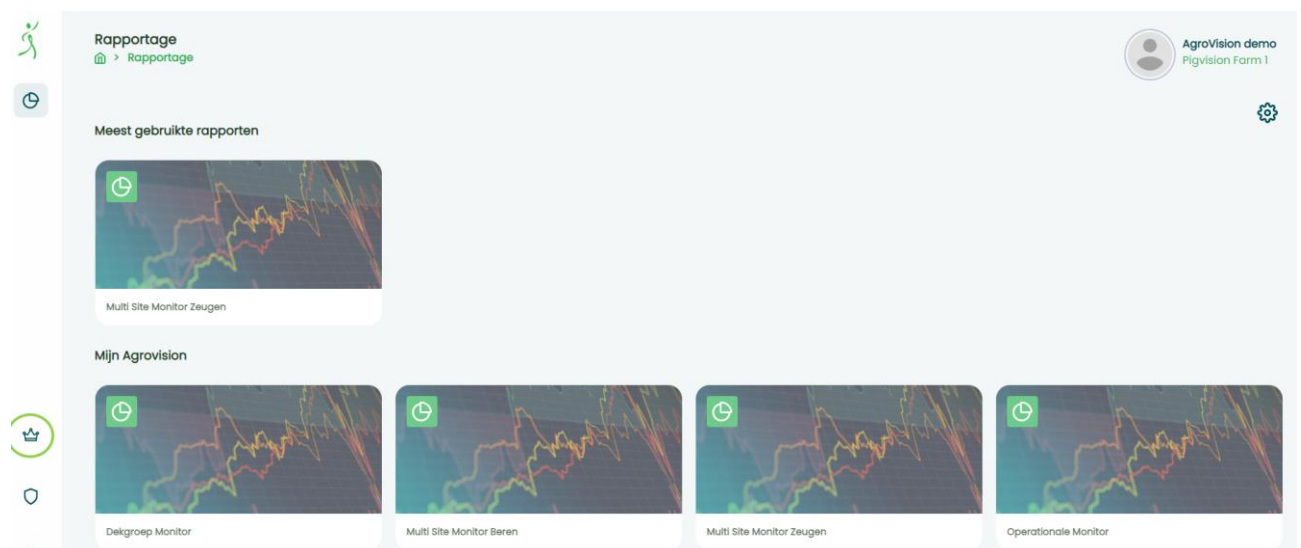 Rapportage
> Rapportage
AgroVision demo
Pigvision Farm 1
Meest gebruikte rapporten
Multi Site Monitor Zeugen
Mijn Agrovision
Dekgroep Monitor
Multi Site Monitor Beren
Multi Site Monitor Zeugen
Operationale Monitor